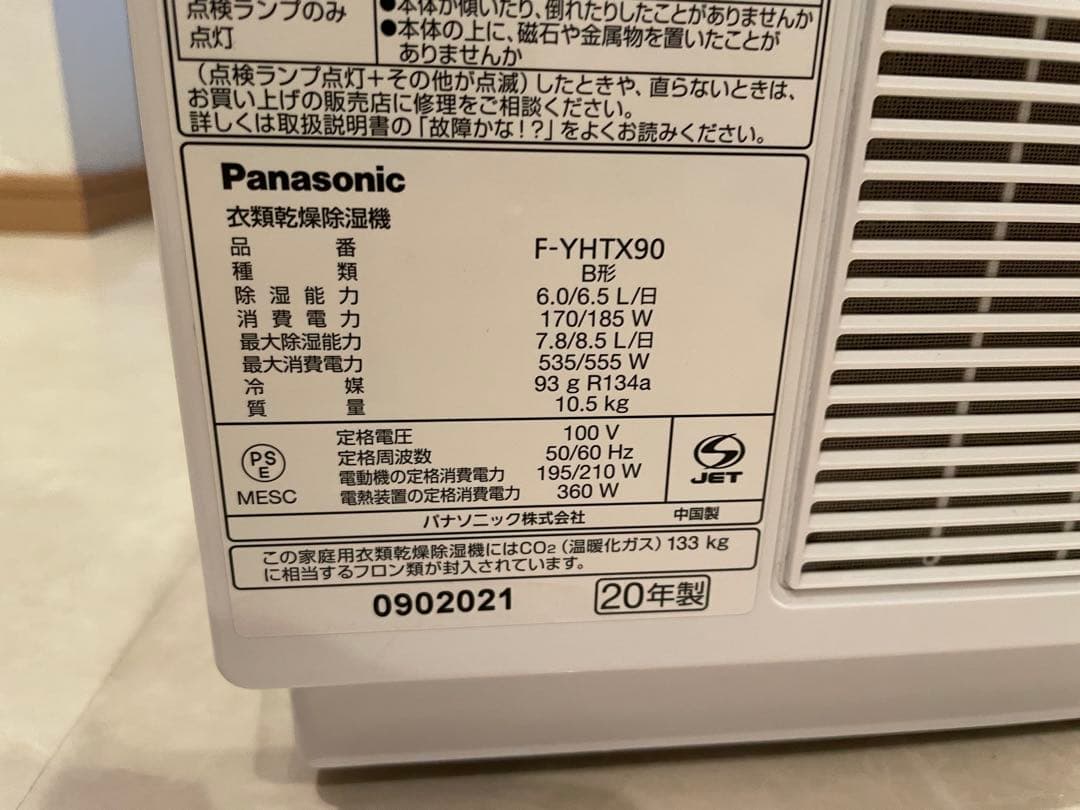 点検ランプのみ
点灯
●本体が傾いたり、倒れたりしたことがありませんか
●本体の上に、磁石や金属物を置いたことが
ありませんか
（点検ランプ点灯＋その他が点滅）したときや、直らないときは、
お買い上げの販売店に修理をご相談ください。
詳しくは取扱説明書の「故障かな！？」をよくお読みください。
Panasonic
衣類乾燥除湿機
品番 F-YHTX90
種類 B形
除湿能力 6.0/6.5 L/日
消費電力 170/185 W
最大除湿能力 7.8/8.5 L/日
最大消費電力 535/555 W
冷媒 93 g R134a
質量 10.5 kg
PS
E
MESC
定格電圧 100 V
定格周波数 50/60 Hz
電動機の定格消費電力 195/210 W
電熱装置の定格消費電力 360 W
JET
パナソニック株式会社 中国製
この家庭用衣類乾燥除湿機にはCO₂（温暖化ガス）133 kg
に相当するフロン類が封入されています。
0902021 20年製